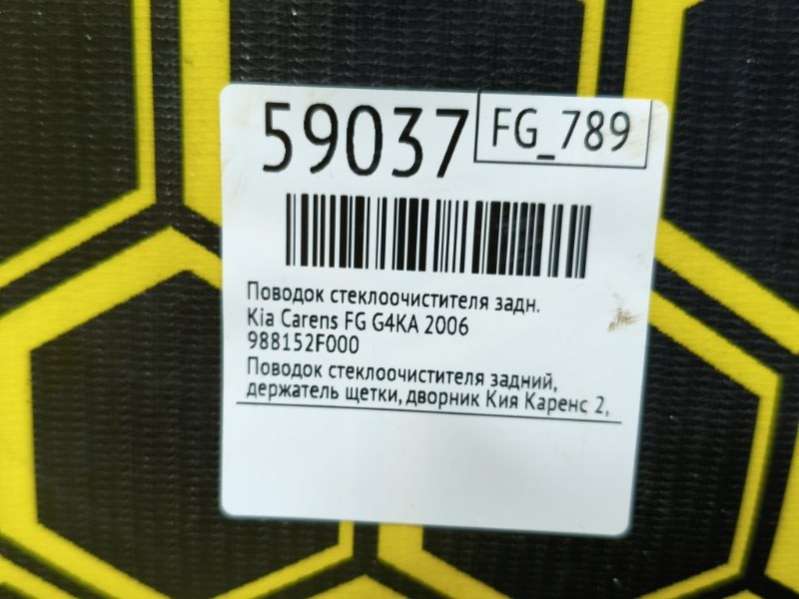 59037
FG_789
Поводок стеклоочистителя задн.
Kia Carens FG G4KA 2006
988152F000
Поводок стеклоочистителя задний,
держатель щетки, дворник Кия Каренс 2,